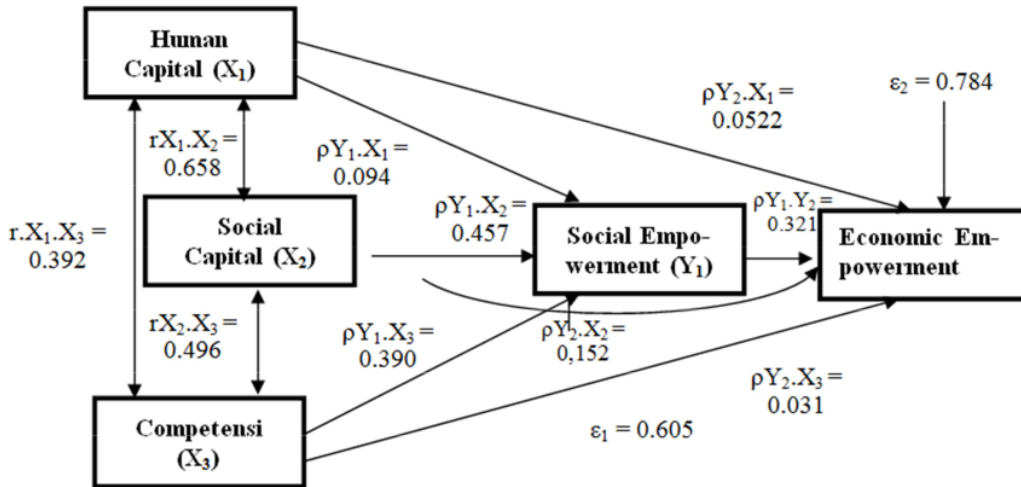 Human
Capital (X₁)
ρY₂.X₁ =
0.0522
ε₂ = 0.784
rX₁.X₂ =
0.658
ρY₁.X₁ =
0.094
r.X₁.X₃ =
0.392
Social
Capital (X₂)
ρY₁.X₂ =
0.457
Social Empo-
werment (Y₁)
ρY₁.Y₂=
0.321
Economic Em-
powerment
rX₂.X₃ =
0.496
ρY₁.X₃ =
0.390
ρY₂.X₂=
0,152
ρY₂.X₃ =
0.031
Competensi
(X₃)
ε₁ = 0.605